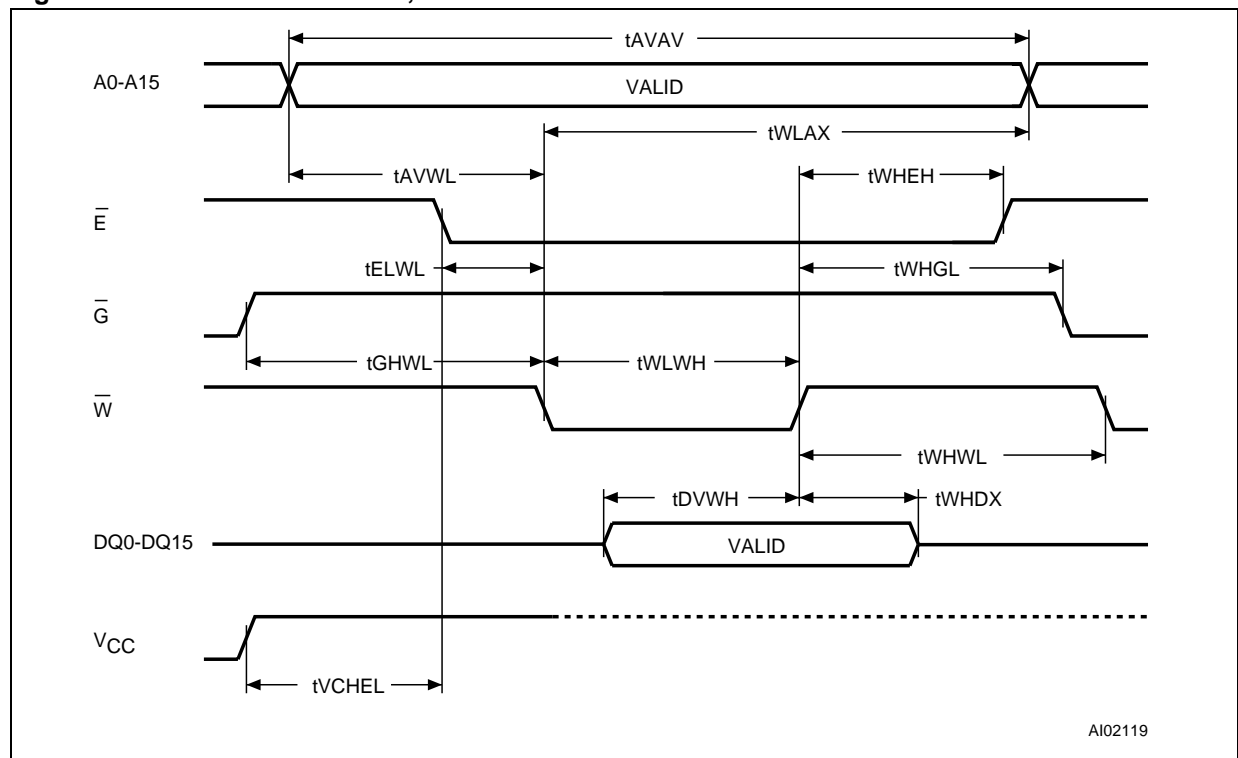 tAVAV
A0-A15
VALID
tWLAX
tAVWL
tWHEH
E
tELWL
tWHGL
G
tGHWL
tWLWH
W
tWHWL
tDVWH
tWHDX
DQ0-DQ15
VALID
VCC
tVCHEL
AI02119